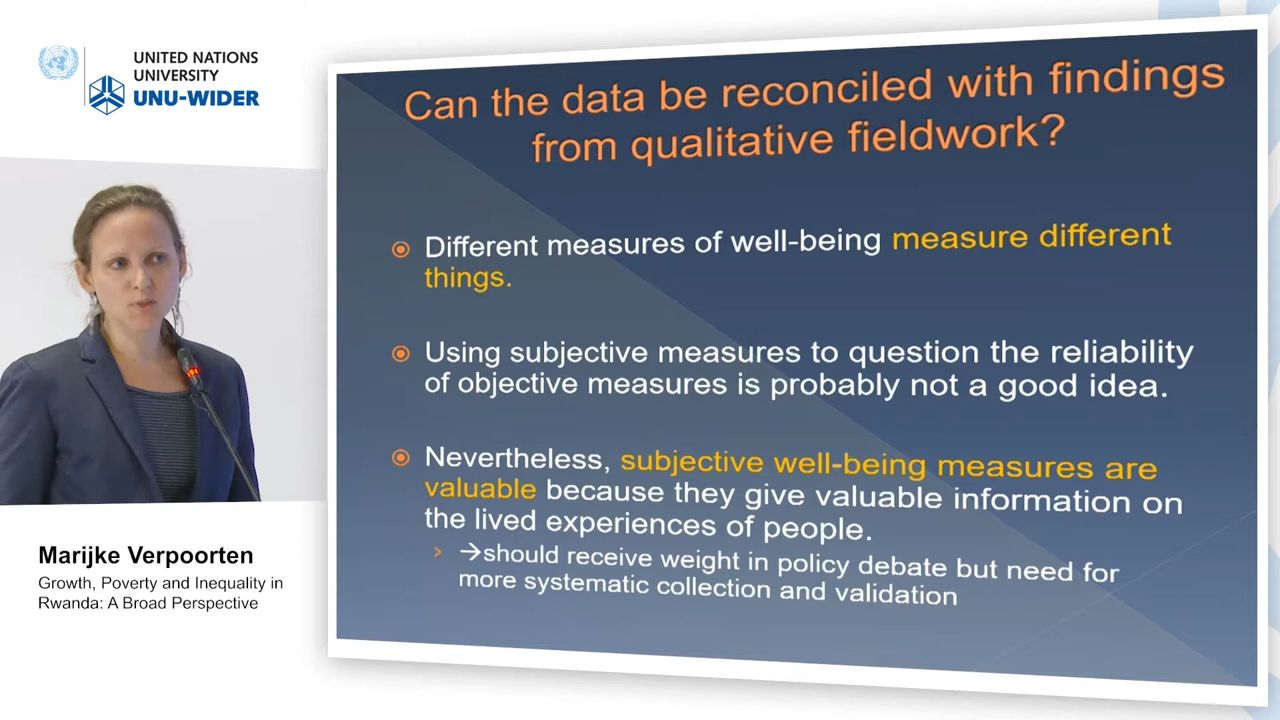 UNITED NATIONS
UNIVERSITY
UNU-WIDER
Can the data be reconciled with findings
from qualitative fieldwork?
Different measures of well-being measure different
things.
Using subjective measures to question the reliability
of objective measures is probably not a good idea.
Nevertheless, subjective well-being measures are
valuable because they give valuable information on
the lived experiences of people.
→should receive weight in policy debate but need for
more systematic collection and validation
Marijke Verpoorten
Growth, Poverty and Inequality in
Rwanda: A Broad Perspective